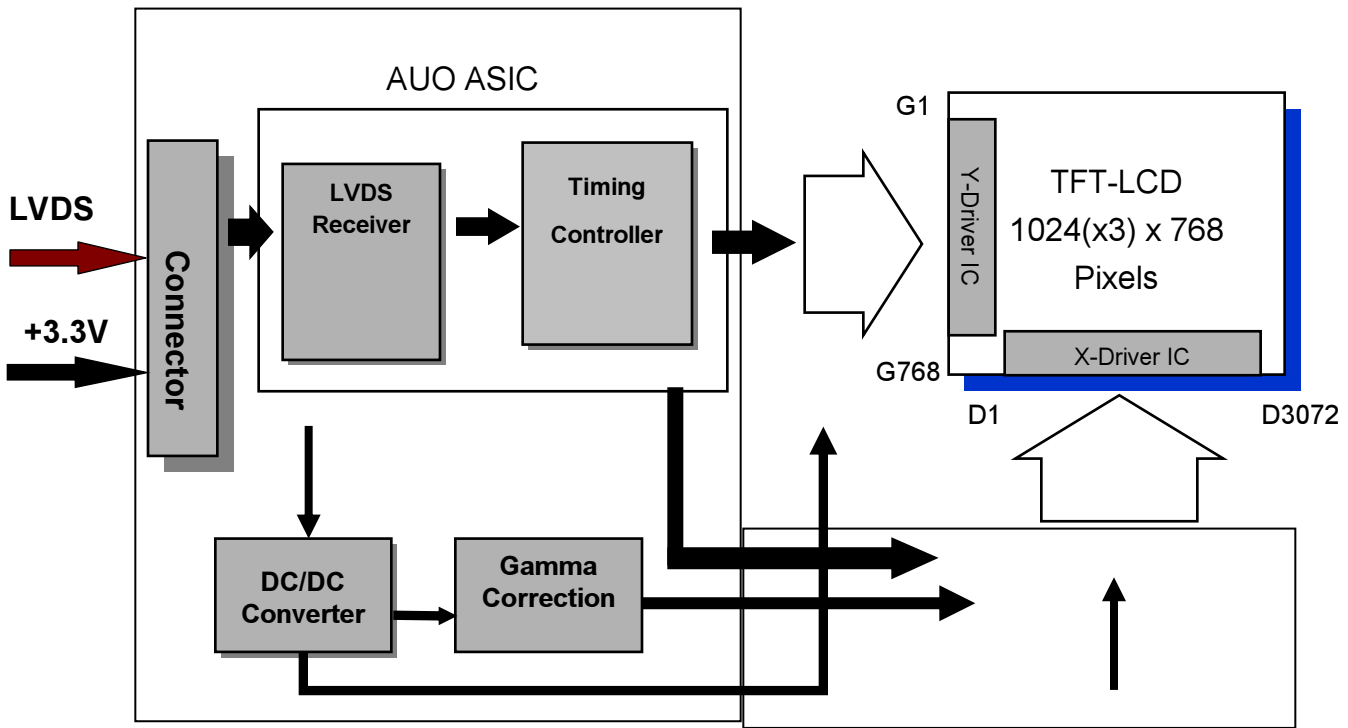 AUO ASIC
LVDS
+3.3V
Connector
LVDS
Receiver
Timing
Controller
DC/DC
Converter
Gamma
Correction
G1
Y-Driver IC
TFT-LCD
1024(x3) x 768
Pixels
G768
X-Driver IC
D1
D3072